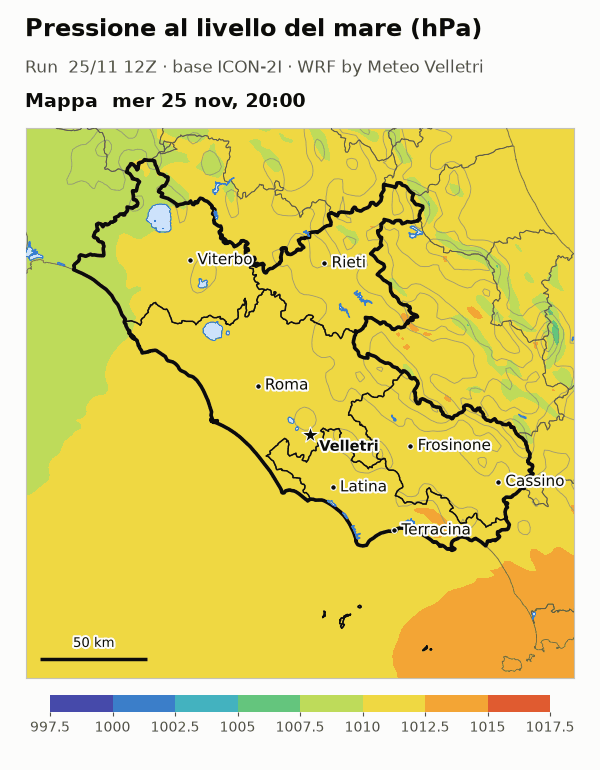 Pressione al livello del mare (hPa)
Run  25/11 12Z · base ICON-2I · WRF by Meteo Velletri
Mappa  mer 25 nov, 20:00
Viterbo
Rieti
Roma
Velletri
Frosinone
Latina
Cassino
Terracina
50 km
997.5 1000 1002.5 1005 1007.5 1010 1012.5 1015 1017.5